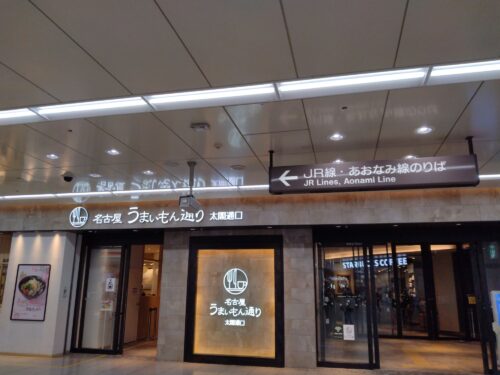 JR線・あおなみ線のりば
JR Lines, Aonami Line
名古屋 うまいもん通り 太閤通口
名古屋
うまいもん通り
太閤通口
STARBUCKS COFFEE